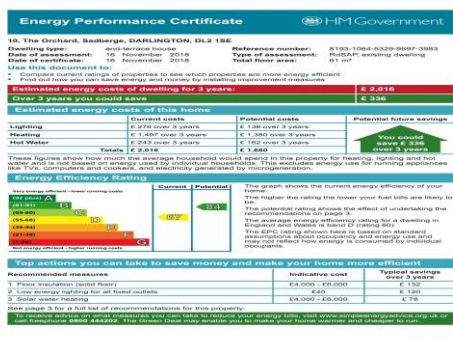 Energy Performance Certificate
HM Government
10, The Orchard, Sadberge, DARLINGTON, DL2 1SE
Dwelling type: end-terrace house
Reference number: 8193-1064-5329-9597-3983
Date of assessment: 16 November 2018
Type of assessment: RdSAP, existing dwelling
Date of certificate: 16 November 2018
Total floor area: 61 m²
Use this document to:
• Compare current ratings of properties to see which properties are more energy efficient
• Find out how you can save energy and money by installing improvement measures
Estimated energy costs of dwelling for 3 years: £ 2,016
Over 3 years you could save £ 336
Estimated energy costs of this home
Current costs Potential costs Potential future savings
Lighting £ 276 over 3 years £ 138 over 3 years
Heating £ 1,497 over 3 years £ 1,380 over 3 years
Hot Water £ 243 over 3 years £ 162 over 3 years
Totals £ 2,016 £ 1,680
You could
save £ 336
over 3 years
These figures show how much the average household would spend in this property for heating, lighting and hot
water and is not based on energy used by individual households. This excludes energy use for running appliances
like TVs, computers and cookers, and electricity generated by microgeneration.
Energy Efficiency Rating
Current Potential
Very energy efficient - lower running costs
(92 plus) A
(81-91) B
(69-80) C
(55-68) D
(39-54) E
(21-38) F
(1-20) G
Not energy efficient - higher running costs
67
84
The graph shows the current energy efficiency of your
home.
The higher the rating the lower your fuel bills are likely to
be.
The potential rating shows the effect of undertaking the
recommendations on page 3.
The average energy efficiency rating for a dwelling in
England and Wales is band D (rating 60).
The EPC rating shown here is based on standard
assumptions about occupancy and energy use and
may not reflect how energy is consumed by individual
occupants.
Top actions you can take to save money and make your home more efficient
Recommended measures Indicative cost Typical savings
over 3 years
1 Floor insulation (solid floor) £4,000 - £6,000 £ 132
2 Low energy lighting for all fixed outlets £40 £ 120
3 Solar water heating £4,000 - £6,000 £ 78
See page 3 for a full list of recommendations for this property.
To receive advice on what measures you can take to reduce your energy bills, visit www.simpleenergyadvice.org.uk or
call freephone 0800 444202. The Green Deal may enable you to make your home warmer and cheaper to run.